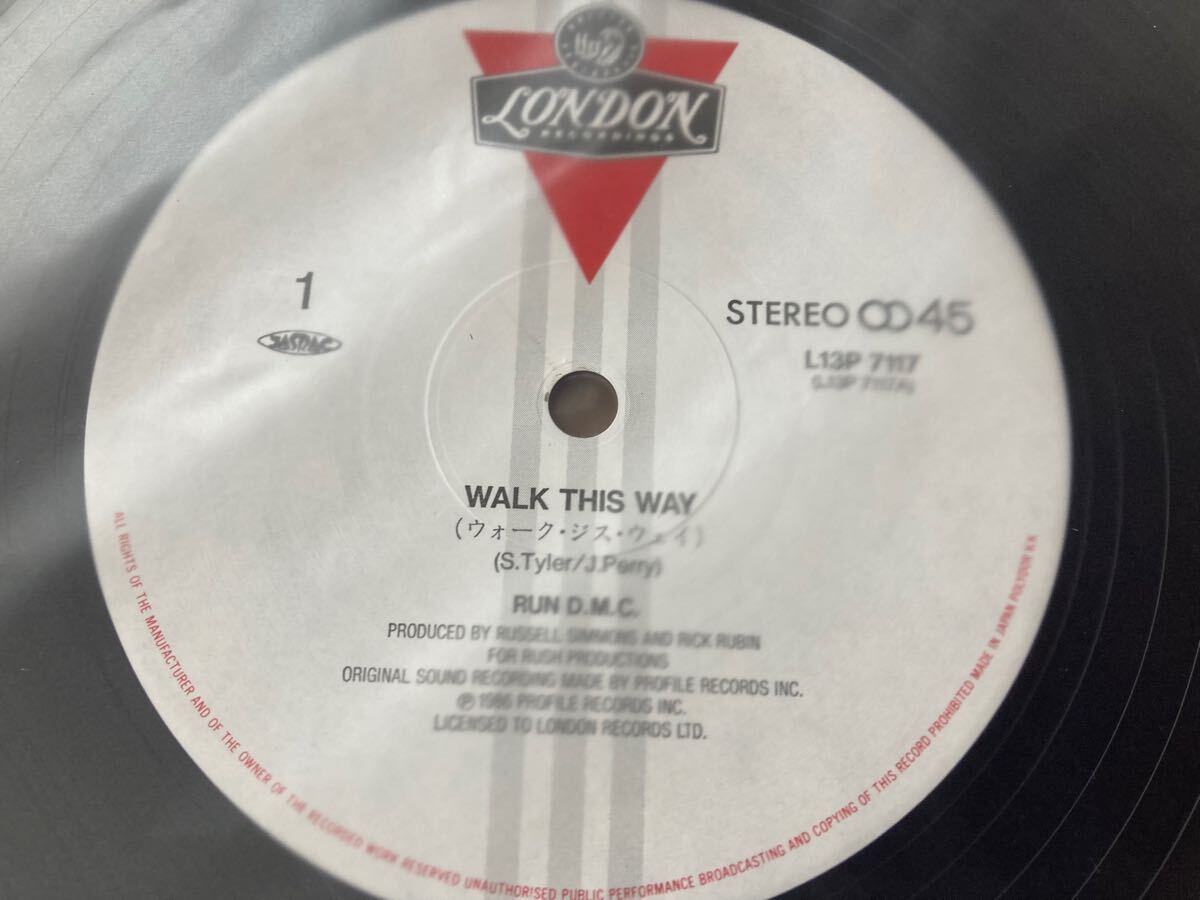 LONDON
RECORDINGS
1
JASRAC
STEREO 45
L13P 7117
(L13P 7117A)
WALK THIS WAY
(ウォーク・ジス・ウェイ)
(S.Tyler/J.Perry)
RUN D.M.C.
PRODUCED BY RUSSELL SIMMONS AND RICK RUBIN
FOR RUSH PRODUCTIONS
ORIGINAL SOUND RECORDING MADE BY PROFILE RECORDS INC.
Ⓟ 1986 PROFILE RECORDS INC.
LICENSED TO LONDON RECORDS LTD.
ALL RIGHTS OF THE MANUFACTURER AND OF THE OWNER OF THE RECORDED WORK RESERVED UNAUTHORISED PUBLIC PERFORMANCE BROADCASTING AND COPYING OF THIS RECORD PROHIBITED MADE IN JAPAN POLYDOR K.K